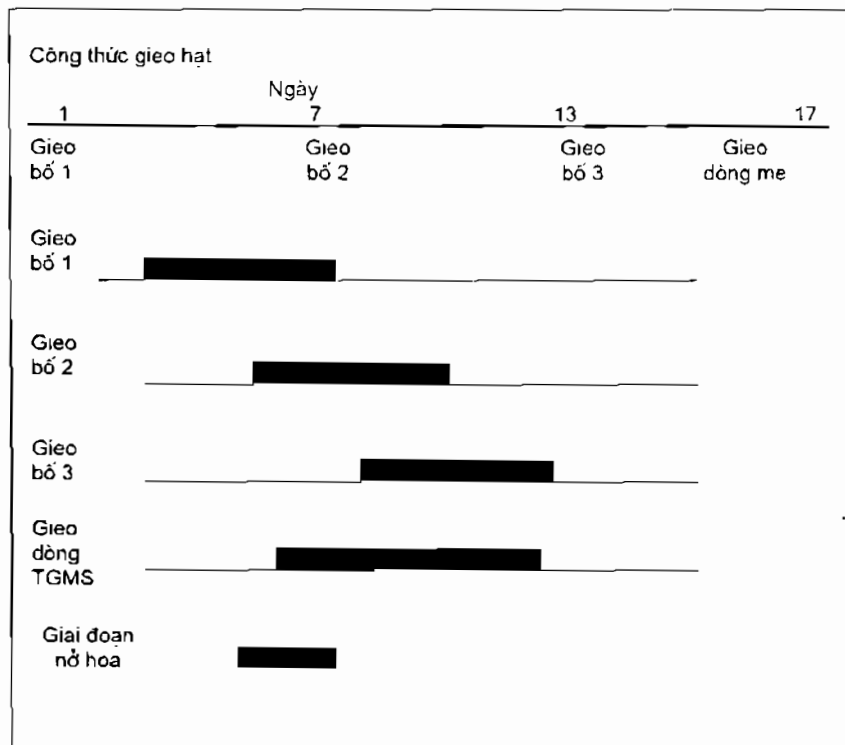 Công thức gieo hạt
Ngày
1 7 13 17
Gieo Gieo Gieo Gieo
bố 1 bố 2 bố 3 dòng mẹ
Gieo
bố 1
Gieo
bố 2
Gieo
bố 3
Gieo
dòng
TGMS
Giai đoạn
nở hoa